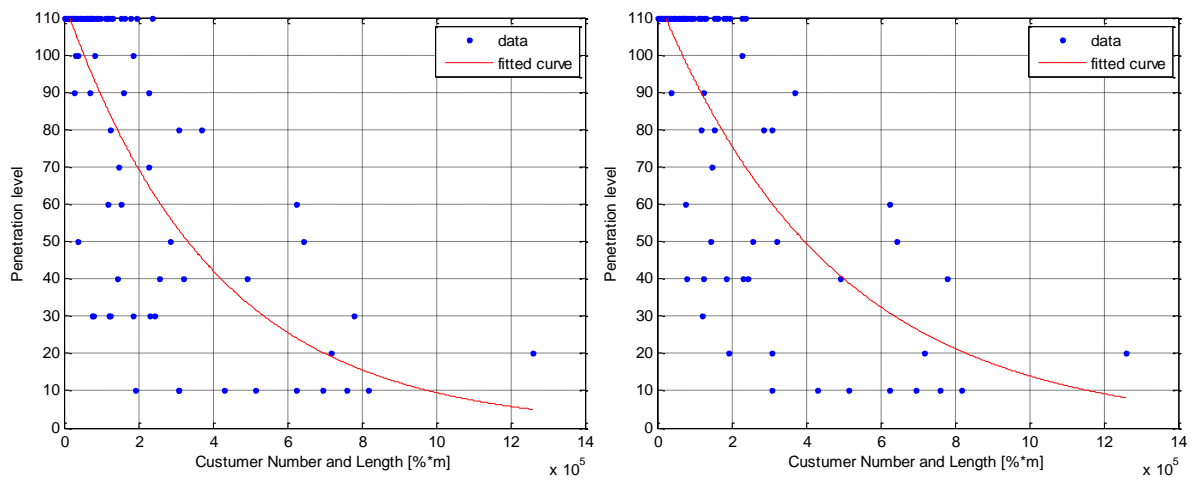 110
100
90
80
70
60
50
40
30
20
10
0
Penetration level
data
fitted curve
0 2 4 6 8 10 12 14
Custumer Number and Length [%*m]
x 10^5
110
100
90
80
70
60
50
40
30
20
10
0
Penetration level
data
fitted curve
0 2 4 6 8 10 12 14
Custumer Number and Length [%*m]
x 10^5